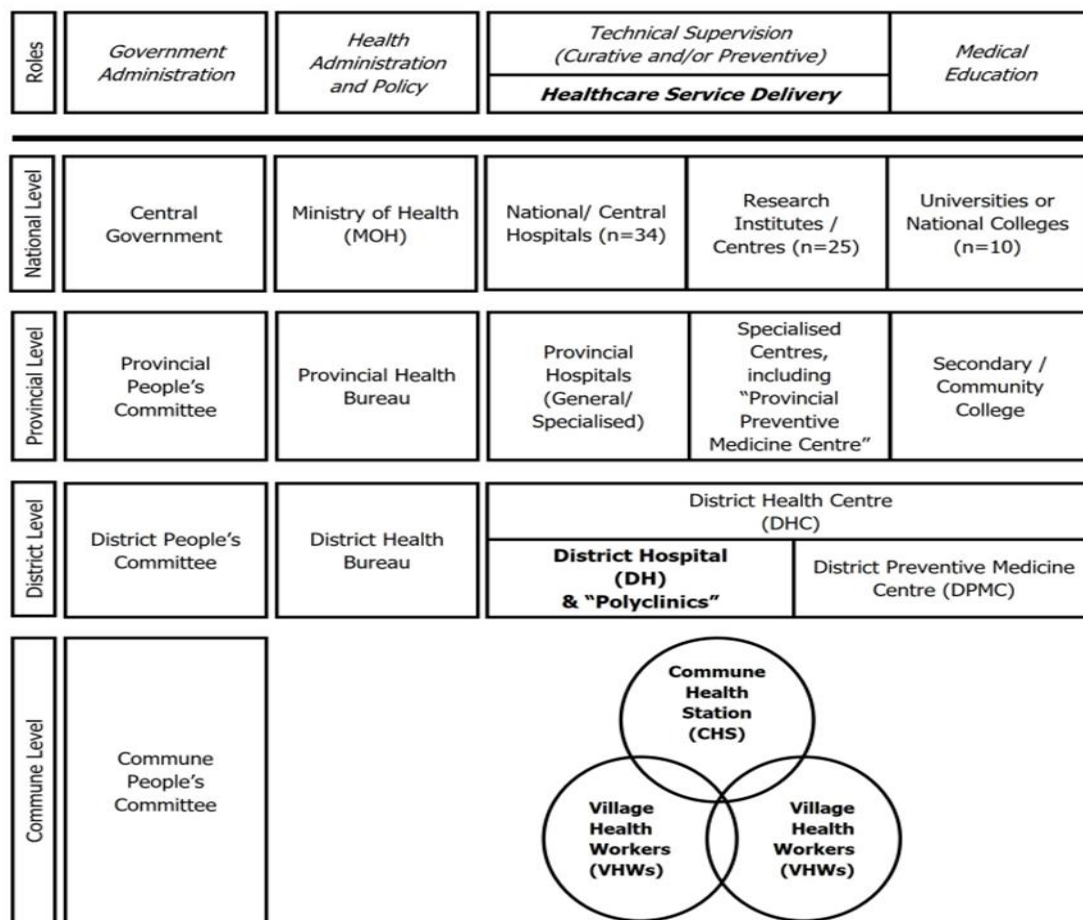 Roles
Government
Administration
Health
Administration
and Policy
Technical Supervision
(Curative and/or Preventive)
Healthcare Service Delivery
Medical
Education
National Level
Central
Government
Ministry of Health
(MOH)
National/ Central
Hospitals (n=34)
Research
Institutes /
Centres (n=25)
Universities or
National Colleges
(n=10)
Provincial Level
Provincial
People's
Committee
Provincial Health
Bureau
Provincial
Hospitals
(General/
Specialised)
Specialised
Centres,
including
“Provincial
Preventive
Medicine Centre”
Secondary /
Community
College
District Level
District People's
Committee
District Health
Bureau
District Health Centre
(DHC)
District Hospital
(DH)
& “Polyclinics”
District Preventive Medicine
Centre (DPMC)
Commune Level
Commune
People's
Committee
Commune
Health
Station
(CHS)
Village
Health
Workers
(VHWs)
Village
Health
Workers
(VHWs)